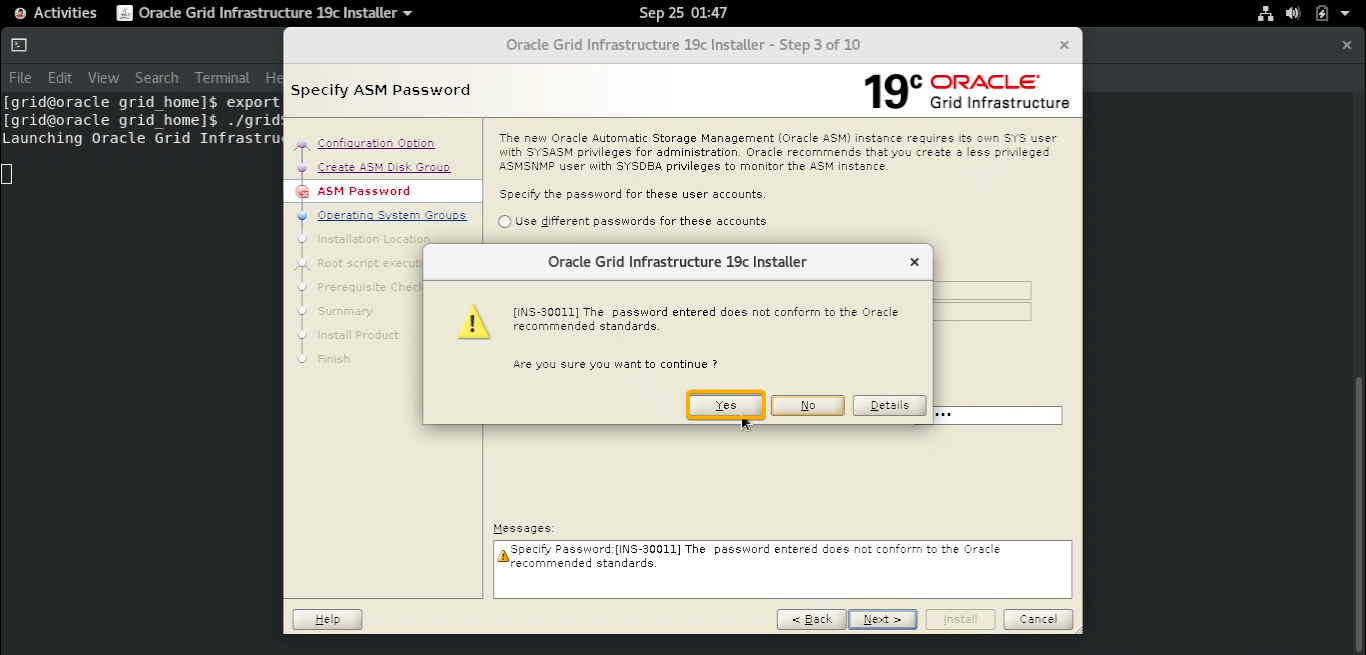 Activities
Oracle Grid Infrastructure 19c Installer
Sep 25 01:47
Oracle Grid Infrastructure 19c Installer - Step 3 of 10
File Edit View Search Terminal He
[grid@oracle grid_home]$ export
[grid@oracle grid_home]$ ./grid
Launching Oracle Grid Infrastru
Specify ASM Password
19c ORACLE
Grid Infrastructure
Configuration Option
Create ASM Disk Group
ASM Password
Operating System Groups
Installation Location
Root script executi
Prerequisite Check
Summary
Install Product
Finish
The new Oracle Automatic Storage Management (Oracle ASM) instance requires its own SYS user
with SYSASM privileges for administration. Oracle recommends that you create a less privileged
ASMSNMP user with SYSDBA privileges to monitor the ASM instance.
Specify the password for these user accounts.
Use different passwords for these accounts
Oracle Grid Infrastructure 19c Installer
[INS-30011] The password entered does not conform to the Oracle
recommended standards.
Are you sure you want to continue ?
Yes
No
Details
Messages:
Specify Password:[INS-30011] The password entered does not conform to the Oracle
recommended standards.
Help
< Back
Next >
Install
Cancel